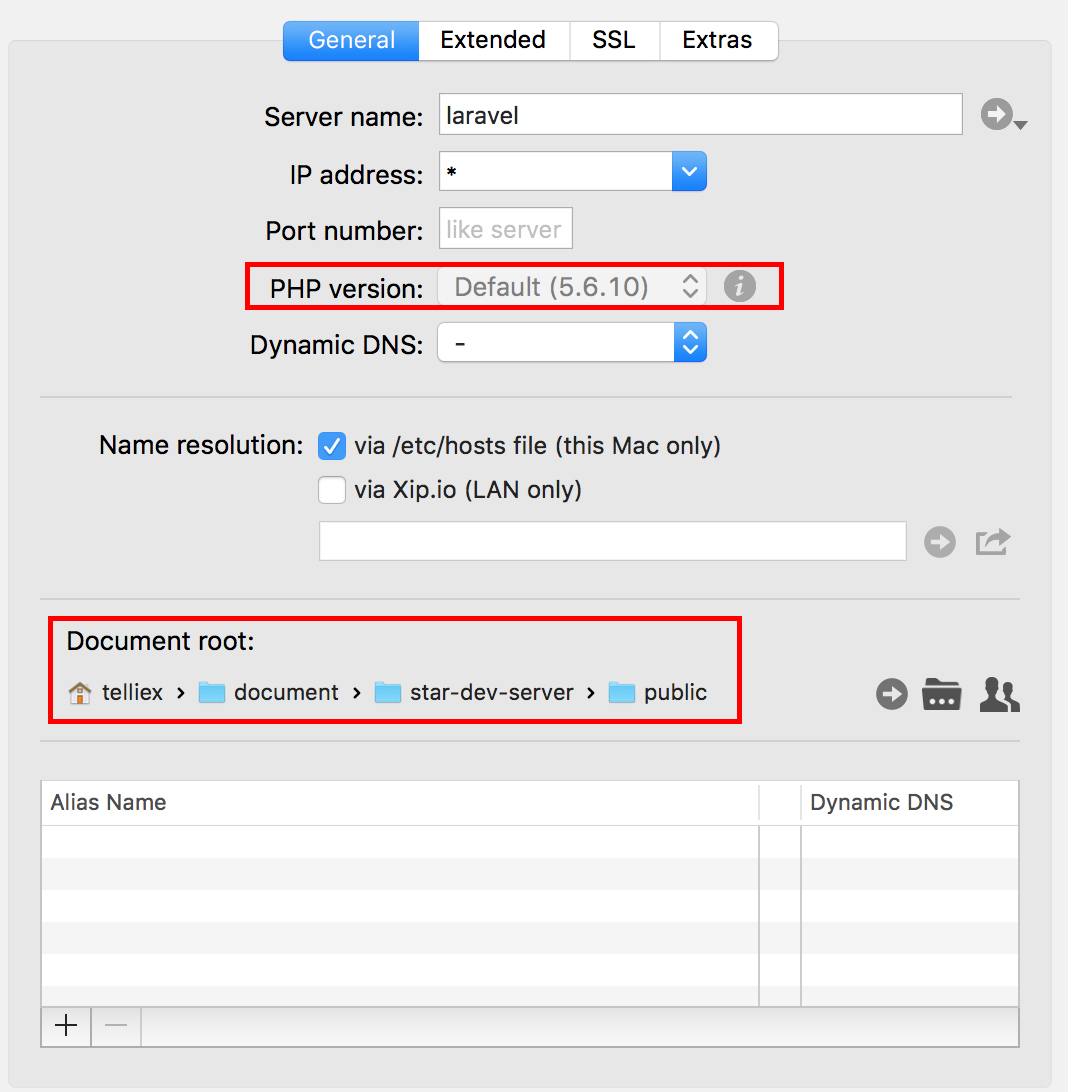 General Extended SSL Extras
Server name: laravel
IP address: *
Port number: like server
PHP version: Default (5.6.10)
Dynamic DNS: -
Name resolution: via /etc/hosts file (this Mac only)
via Xip.io (LAN only)
Document root:
telliex › document › star-dev-server › public
Alias Name Dynamic DNS